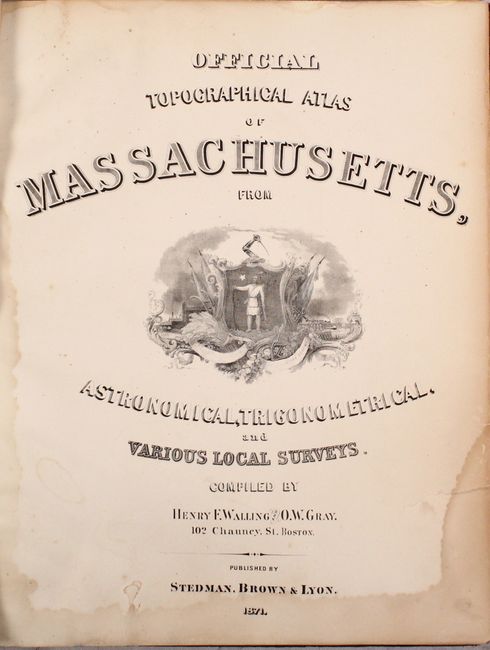 OFFICIAL
TOPOGRAPHICAL ATLAS
OF
MASSACHUSETTS,
FROM
ASTRONOMICAL, TRIGONOMETRICAL.
and
VARIOUS LOCAL SURVEYS.
COMPILED BY
HENRY F. WALLING and O.W. GRAY.
102 Chauncy. St. BOSTON.
PUBLISHED BY
STEDMAN, BROWN & LYON.
1871.